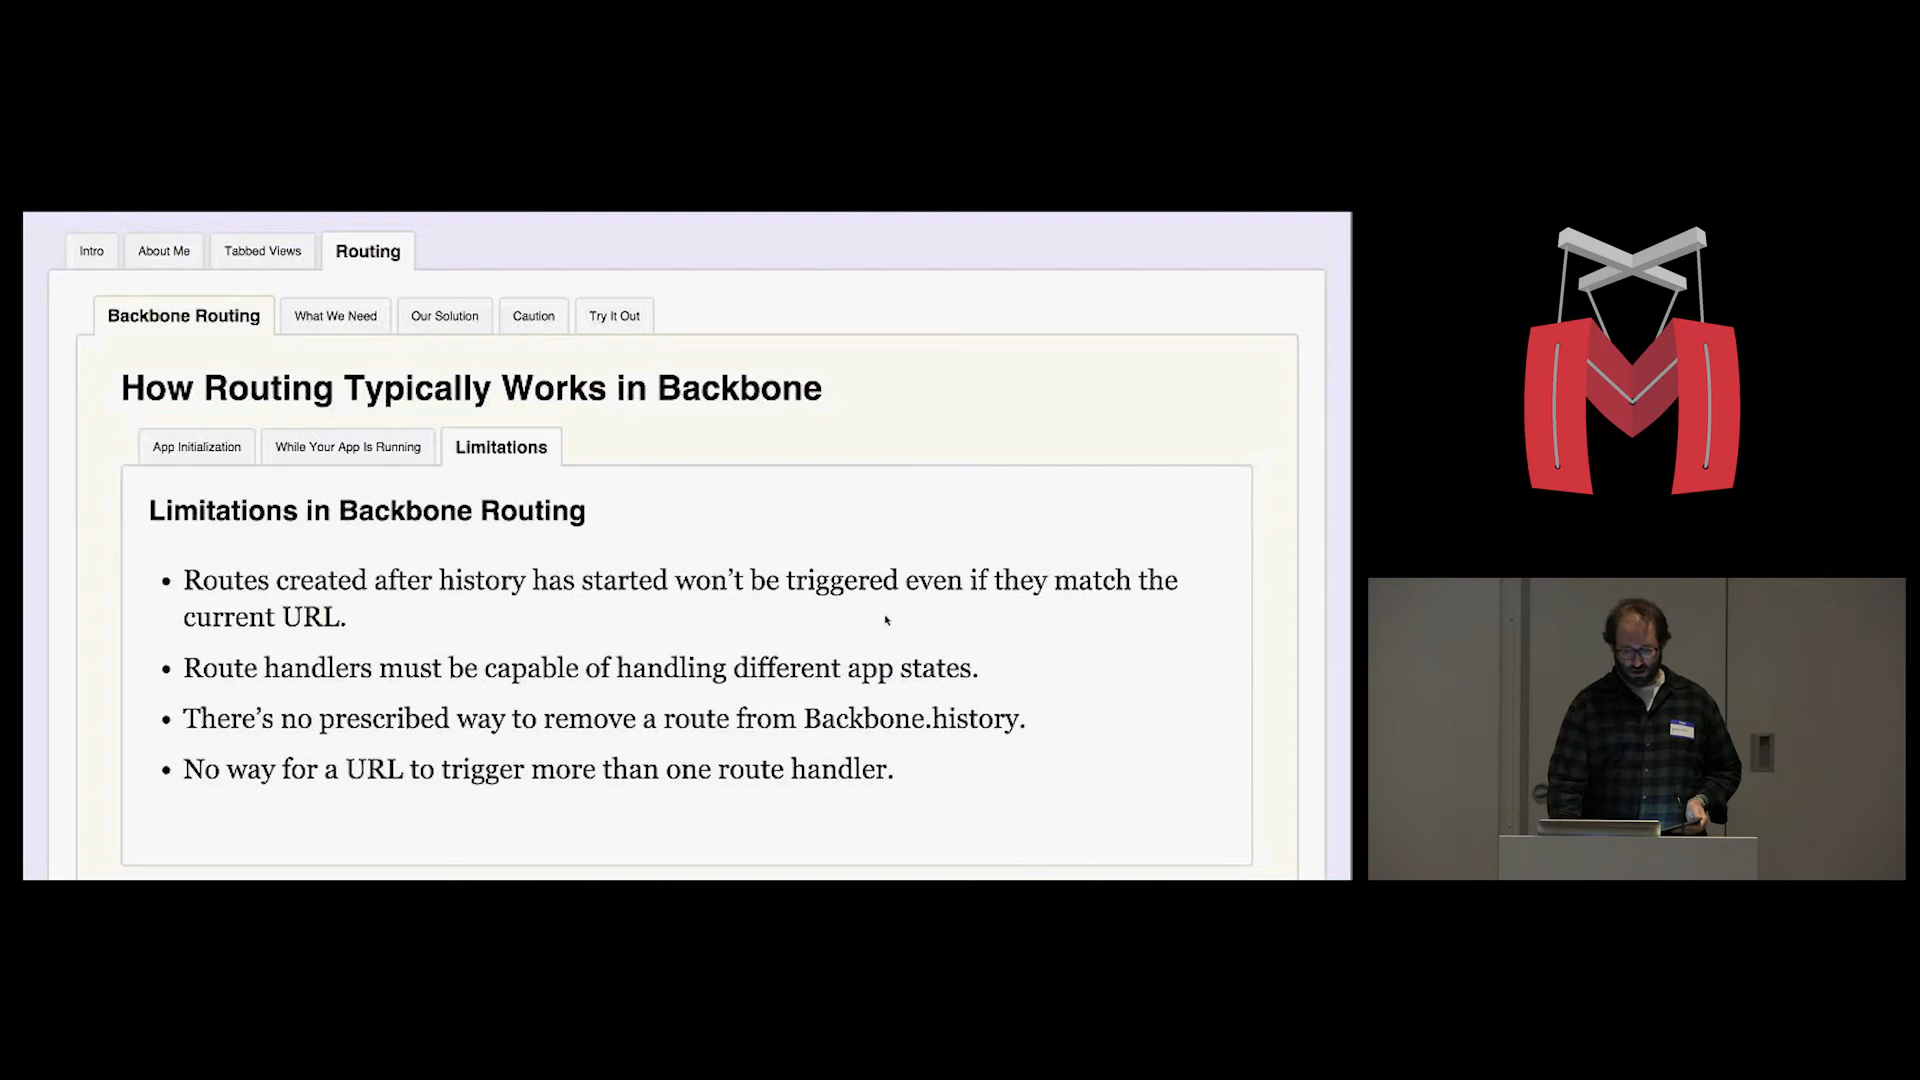 Intro
About Me
Tabbed Views
Routing
Backbone Routing
What We Need
Our Solution
Caution
Try It Out
How Routing Typically Works in Backbone
App Initialization
While Your App Is Running
Limitations
Limitations in Backbone Routing
• Routes created after history has started won’t be triggered even if they match the
current URL.
• Route handlers must be capable of handling different app states.
• There’s no prescribed way to remove a route from Backbone.history.
• No way for a URL to trigger more than one route handler.